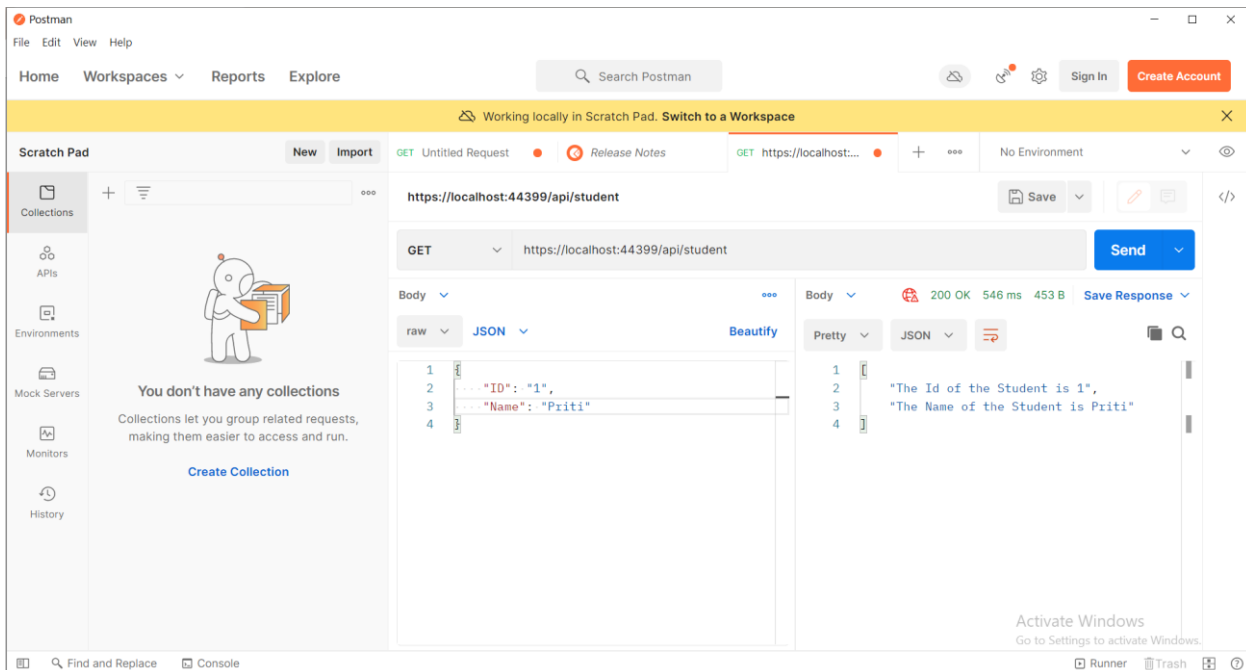 Postman
File Edit View Help
Home Workspaces Reports Explore Search Postman Sign In Create Account
Working locally in Scratch Pad. Switch to a Workspace
Scratch Pad New Import GET Untitled Request Release Notes GET https://localhost:... No Environment
Collections
APIs
Environments
Mock Servers
Monitors
History
You don't have any collections
Collections let you group related requests,
making them easier to access and run.
Create Collection
https://localhost:44399/api/student Save
GET https://localhost:44399/api/student Send
Body
raw JSON Beautify
1 {
2 "ID": "1",
3 "Name": "Priti"
4 }
Body 200 OK 546 ms 453 B Save Response
Pretty JSON
1 [
2 "The Id of the Student is 1",
3 "The Name of the Student is Priti"
4 ]
Activate Windows
Go to Settings to activate Windows.
Find and Replace Console Runner Trash